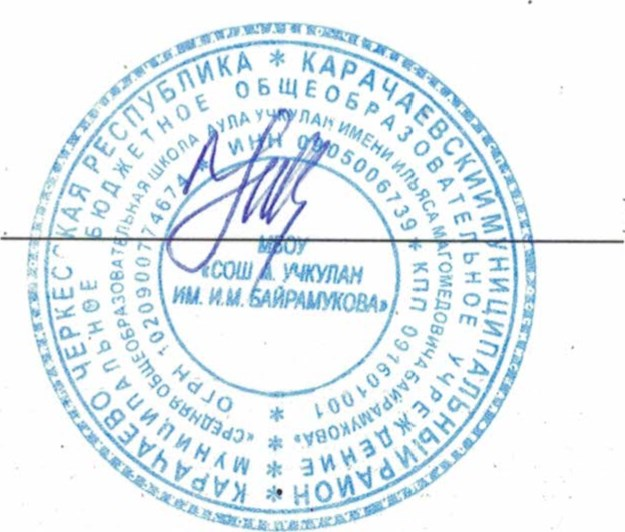 КАРАЧАЕВО ЧЕРКЕССКАЯ РЕСПУБЛИКА * КАРАЧАЕВСКИЙ МУНИЦИПАЛЬНЫЙ РАЙОН *
МУНИЦИПАЛЬНОЕ БЮДЖЕТНОЕ ОБЩЕОБРАЗОВАТЕЛЬНОЕ УЧРЕЖДЕНИЕ *
«СРЕДНЯЯ ОБЩЕОБРАЗОВАТЕЛЬНАЯ ШКОЛА АУЛА УЧКУЛАН ИМЕНИ ИЛЬЯСА МАГОМЕДОВИЧА БАЙРАМУКОВА» *
ОГРН * ИНН 0905006739 * КПП 091601001 *
МБОУ
«СОШ А. УЧКУЛАН
ИМ. И.М. БАЙРАМУКОВА»